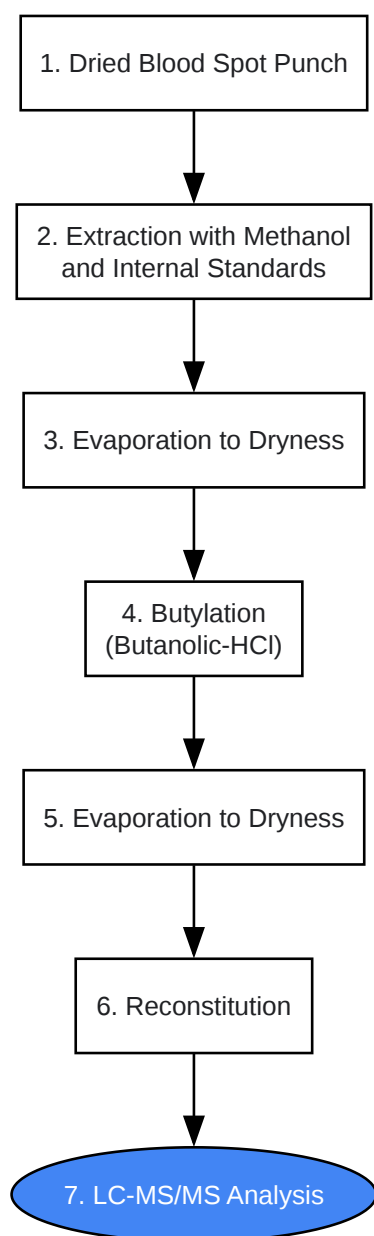 1. Dried Blood Spot Punch
2. Extraction with Methanol
and Internal Standards
3. Evaporation to Dryness
4. Butylation
(Butanolic-HCl)
5. Evaporation to Dryness
6. Reconstitution
7. LC-MS/MS Analysis